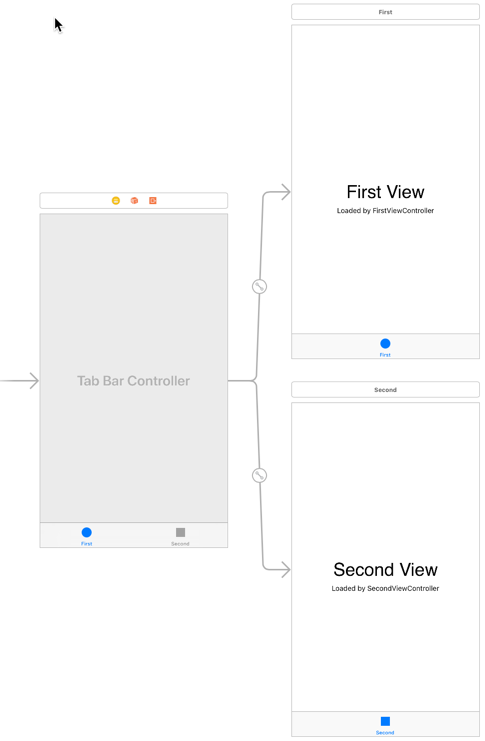 First
First View
Loaded by FirstViewController
First
Tab Bar Controller
First
Second
Second
Second View
Loaded by SecondViewController
Second